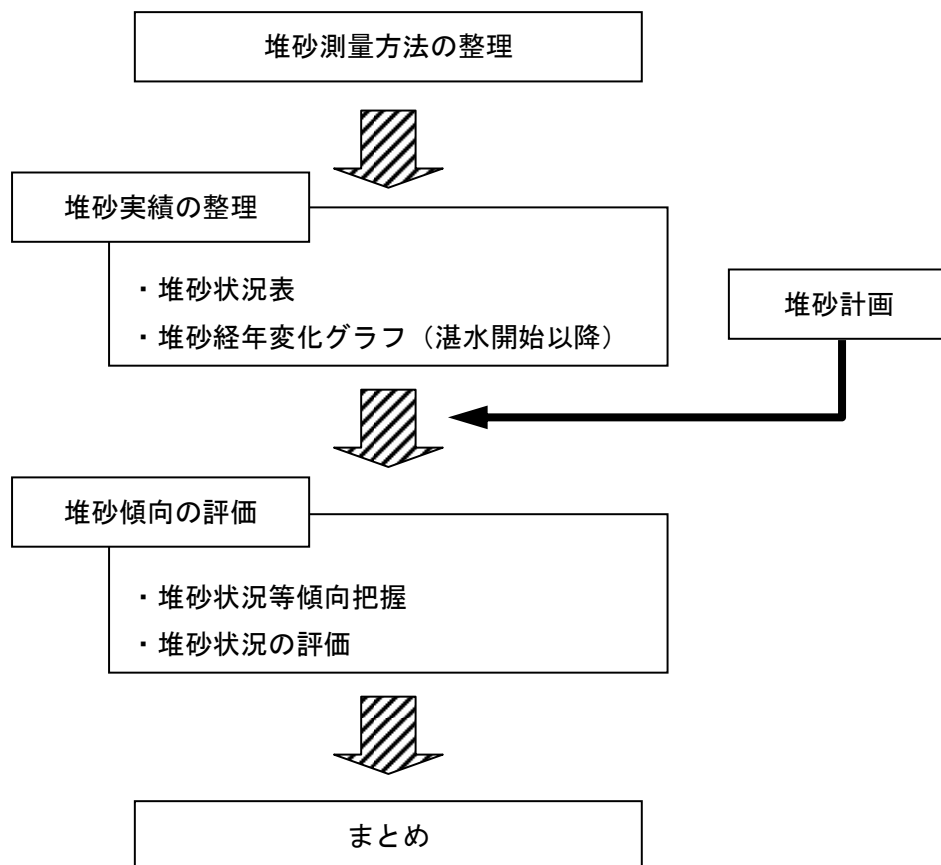 堆砂測量方法の整理
堆砂実績の整理
・堆砂状況表
・堆砂経年変化グラフ（湛水開始以降）
堆砂計画
堆砂傾向の評価
・堆砂状況等傾向把握
・堆砂状況の評価
まとめ